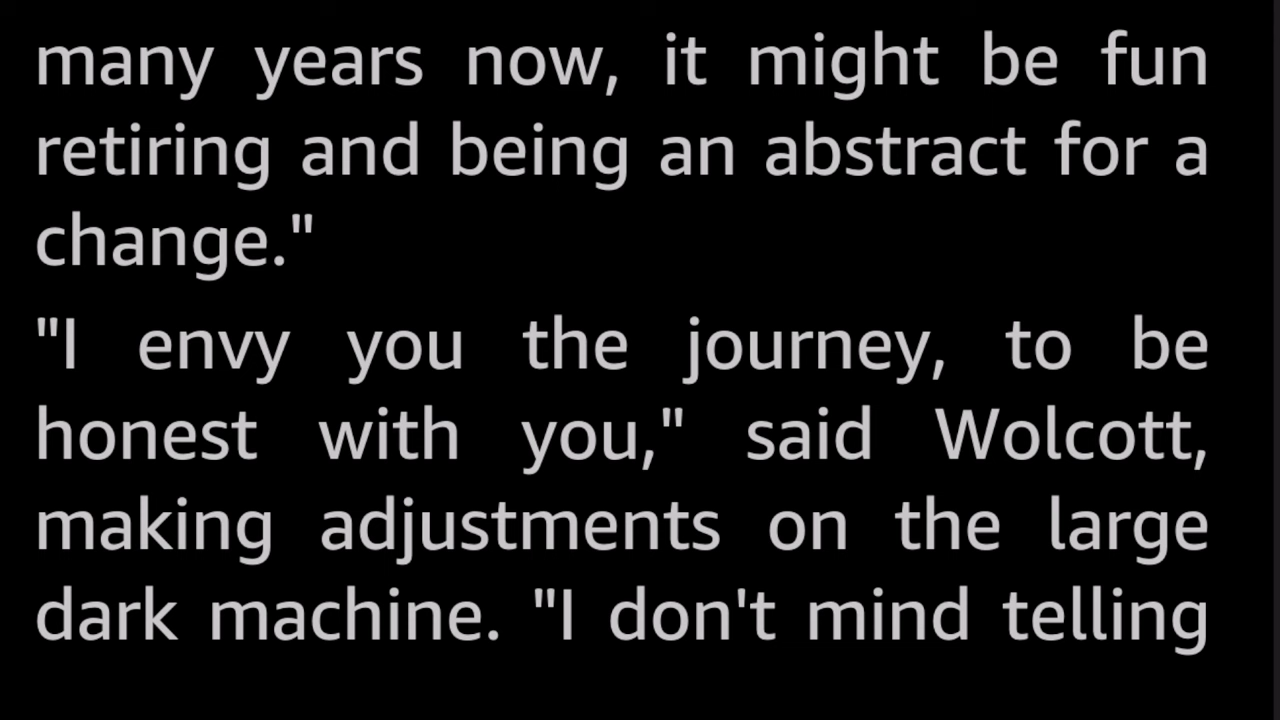 many years now, it might be fun
retiring and being an abstract for a
change."
"I envy you the journey, to be
honest with you," said Wolcott,
making adjustments on the large
dark machine. "I don't mind telling